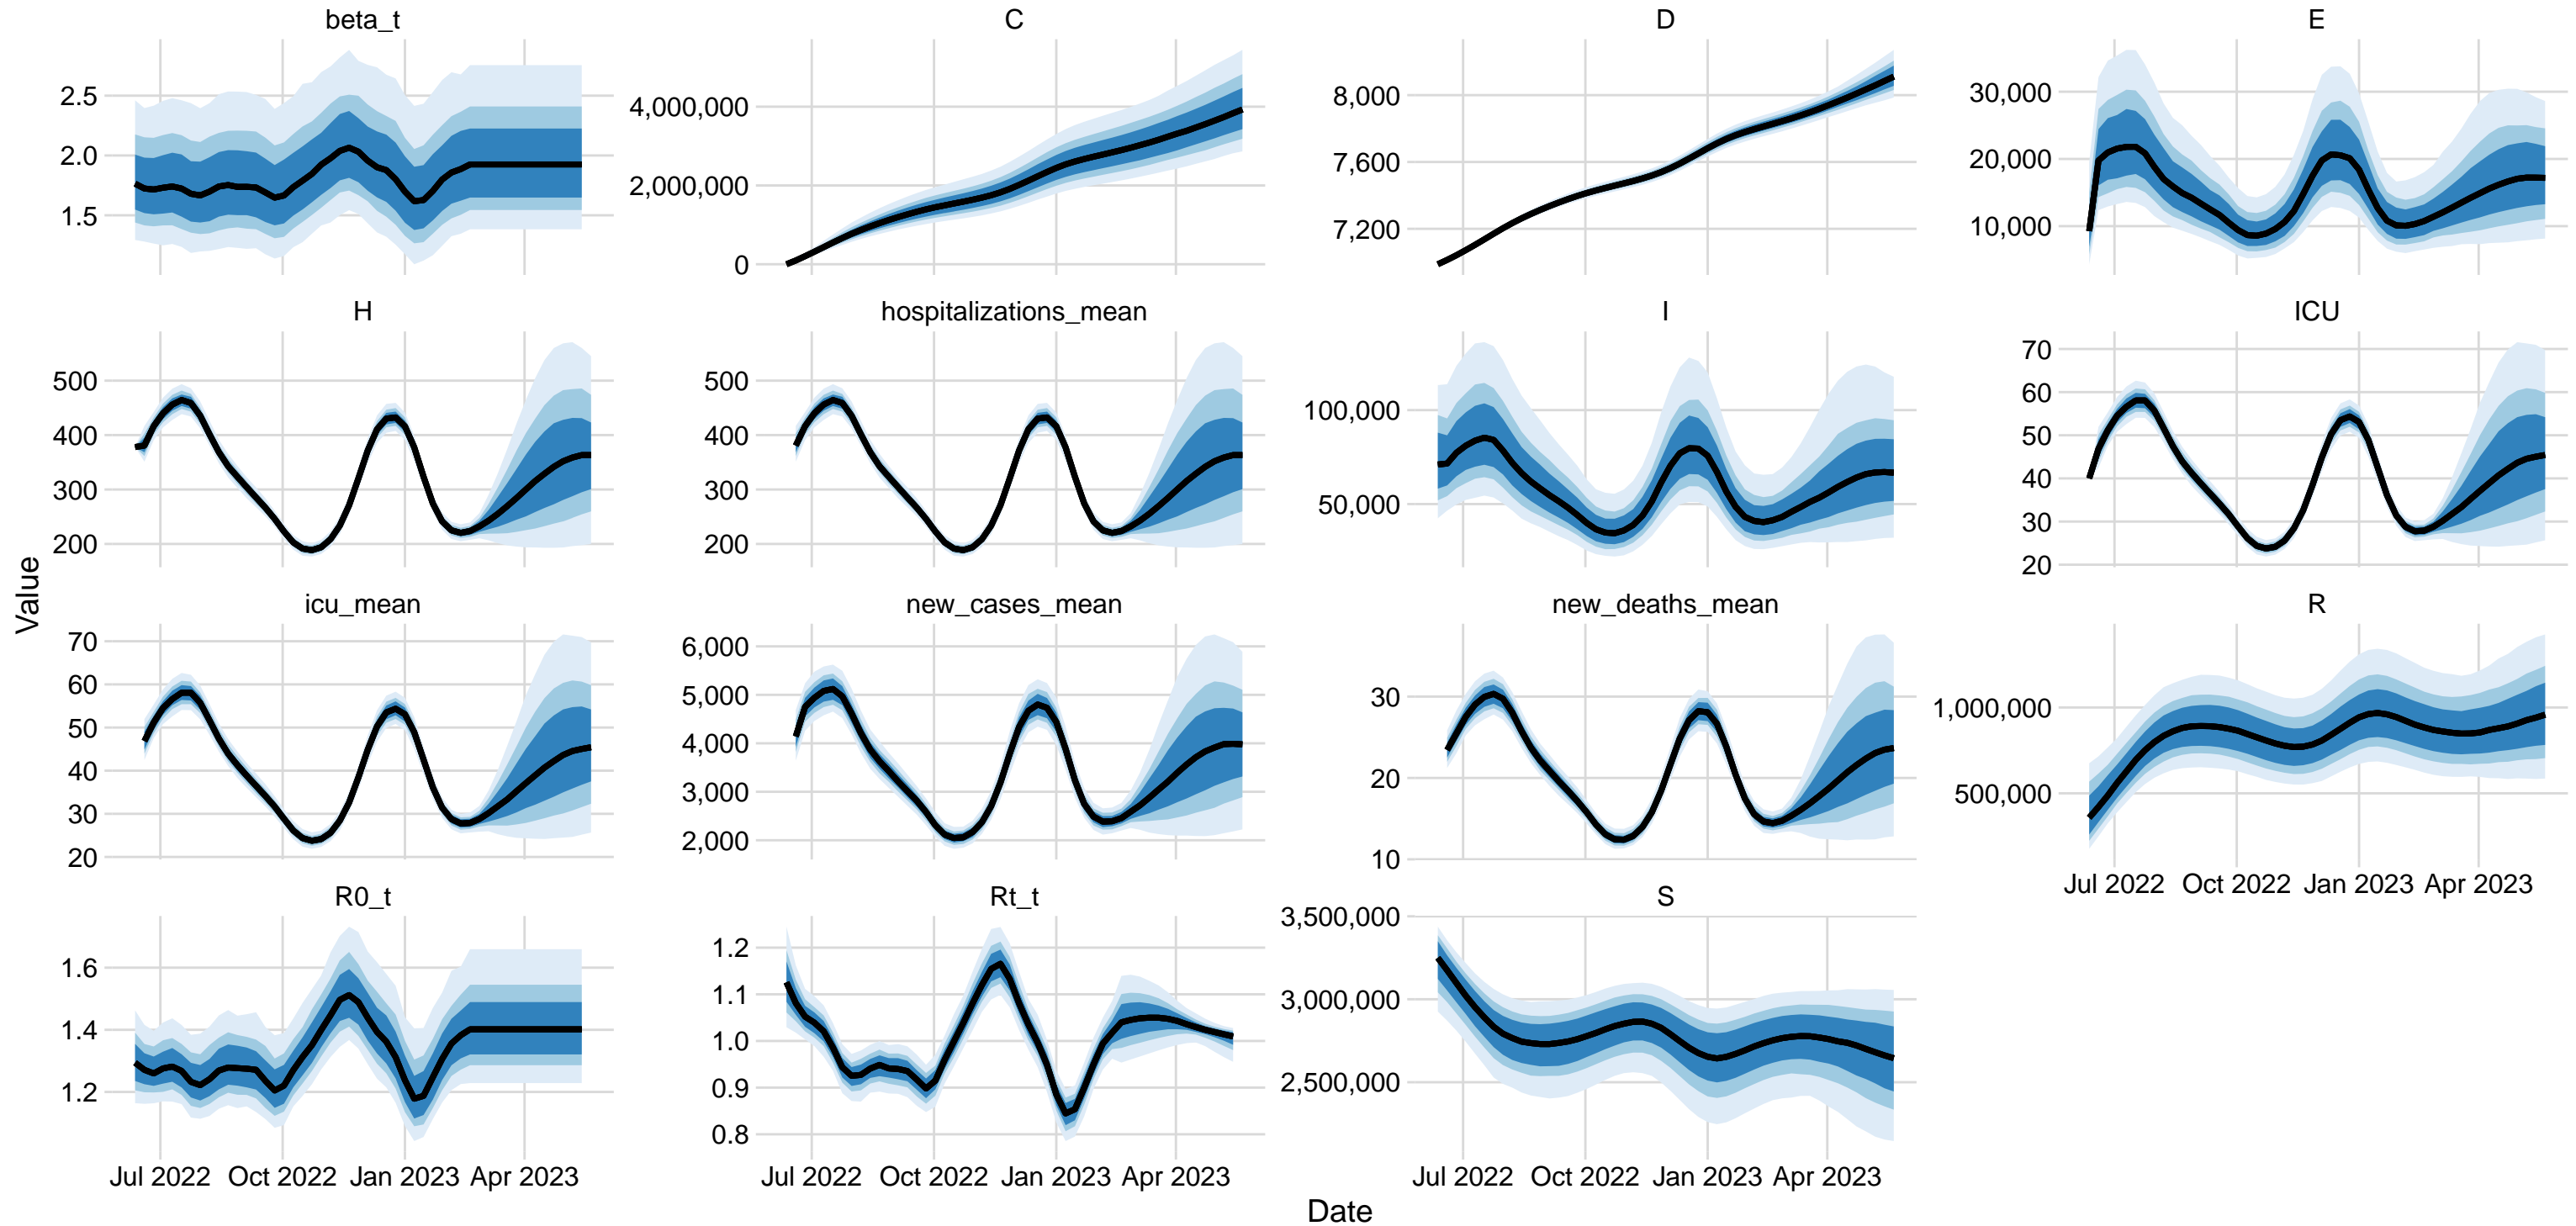 beta_t
C
D
E
2.5
2.0
1.5
4,000,000
2,000,000
0
8,000
7,600
7,200
30,000
20,000
10,000
H
hospitalizations_mean
I
ICU
500
400
300
200
500
400
300
200
100,000
50,000
70
60
50
40
30
20
Value
icu_mean
new_cases_mean
new_deaths_mean
R
70
60
50
40
30
20
6,000
5,000
4,000
3,000
2,000
30
20
10
1,000,000
500,000
Jul 2022 Oct 2022 Jan 2023 Apr 2023
R0_t
Rt_t
S
1.6
1.4
1.2
1.2
1.1
1.0
0.9
0.8
3,500,000
3,000,000
2,500,000
Jul 2022 Oct 2022 Jan 2023 Apr 2023
Jul 2022 Oct 2022 Jan 2023 Apr 2023
Jul 2022 Oct 2022 Jan 2023 Apr 2023
Date